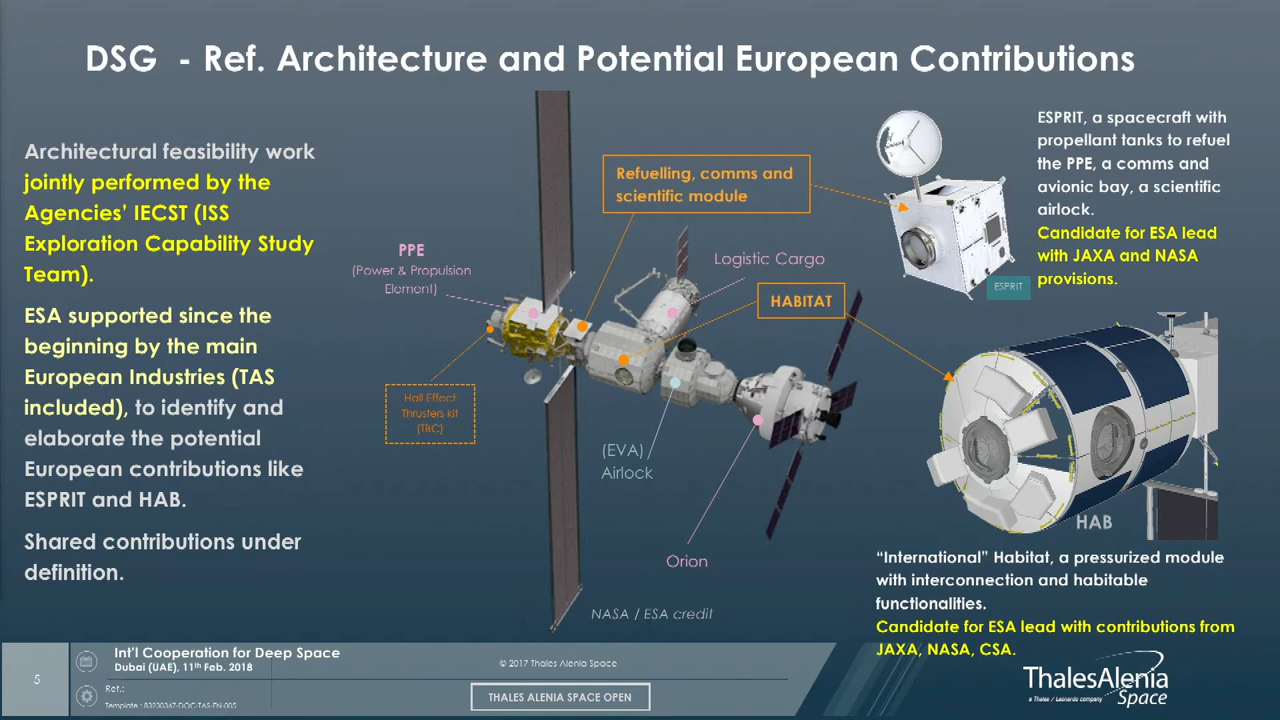 DSG - Ref. Architecture and Potential European Contributions
Architectural feasibility work
jointly performed by the
Agencies' IECST (ISS
Exploration Capability Study
Team).
ESA supported since the
beginning by the main
European Industries (TAS
included), to identify and
elaborate the potential
European contributions like
ESPRIT and HAB.
Shared contributions under
definition.
PPE
(Power & Propulsion
Element)
Hall Effect
Thrusters kit
(TBC)
Refuelling, comms and
scientific module
Logistic Cargo
HABITAT
(EVA) /
Airlock
Orion
NASA / ESA credit
ESPRIT
ESPRIT, a spacecraft with
propellant tanks to refuel
the PPE, a comms and
avionic bay, a scientific
airlock.
Candidate for ESA lead
with JAXA and NASA
provisions.
HAB
“International” Habitat, a pressurized module
with interconnection and habitable
functionalities.
Candidate for ESA lead with contributions from
JAXA, NASA, CSA.
5
Int'l Cooperation for Deep Space
Dubai (UAE), 11th Feb. 2018
Ref.:
Template : 83230347-DOC-TAS-EN-005
© 2017 Thales Alenia Space
THALES ALENIA SPACE OPEN
ThalesAlenia
a Thales / Leonardo company
Space